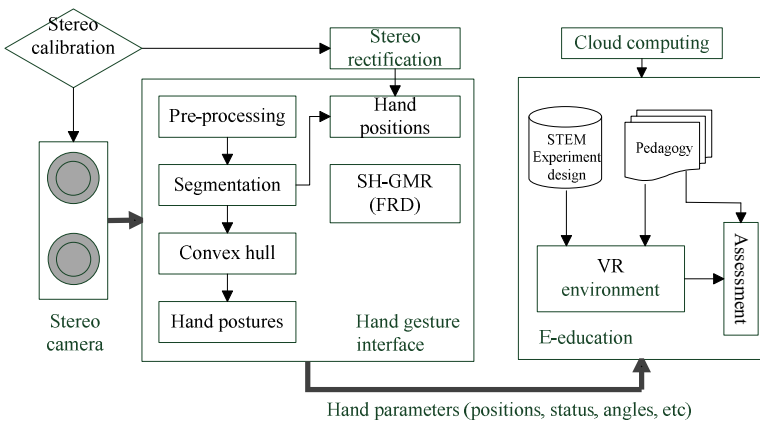 Stereo
calibration
Stereo
rectification
Cloud computing
Pre-processing
Hand
positions
Segmentation
SH-GMR
(FRD)
Convex hull
Hand postures
Hand gesture
interface
Stereo
camera
STEM
Experiment
design
Pedagogy
VR
environment
Assessment
E-education
Hand parameters (positions, status, angles, etc)